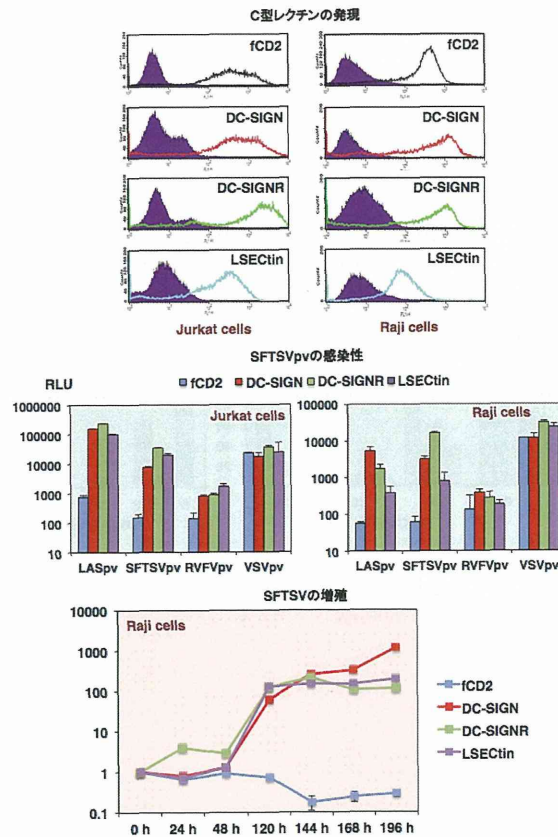 C型レクチンの発現
fCD2
fCD2
DC-SIGN
DC-SIGN
DC-SIGNR
DC-SIGNR
LSECtin
LSECtin
Jurkat cells
Raji cells
SFTSVpvの感染性
RLU
fCD2 DC-SIGN DC-SIGNR LSECtin
Jurkat cells
1000000
100000
10000
1000
100
10
LASpv SFTSVpv RVFVpv VSVpv
Raji cells
100000
10000
1000
100
10
LASpv SFTSVpv RVFVpv VSVpv
SFTSVの増殖
Raji cells
10000
1000
100
10
1
0.1
0 h 24 h 48 h 120 h 144 h 168 h 196 h
fCD2
DC-SIGN
DC-SIGNR
LSECtin